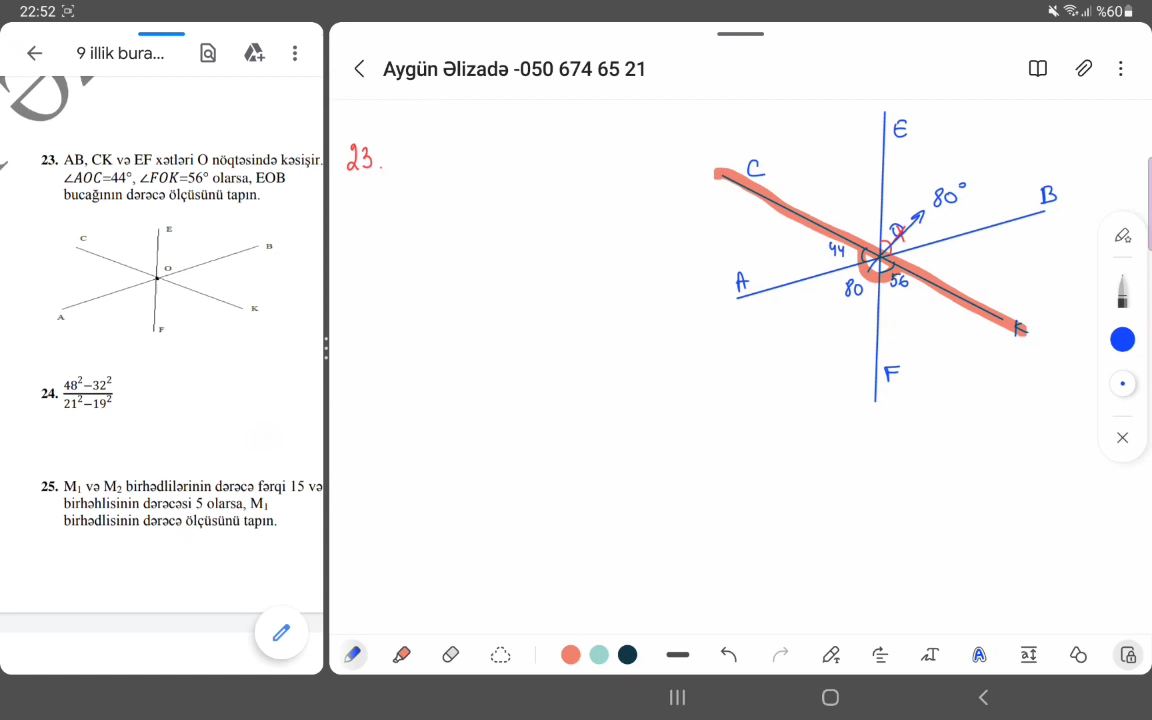 22:52
%60
9 illik bura...
23. AB, CK və EF xətləri O nöqtəsində kəsişir.
∠AOC=44°, ∠FOK=56° olarsa, EOB
bucağının dərəcə ölçüsünü tapın.
C
E
B
O
A
K
F
24. 48²−32²
21²−19²
25. M₁ və M₂ birhədlilərinin dərəcə fərqi 15 və
birhəhlisinin dərəcəsi 5 olarsa, M₁
birhədlisinin dərəcə ölçüsünü tapın.
Aygün Əlizadə -050 674 65 21
23.
E
C
80°
B
44
A
80
56
K
F